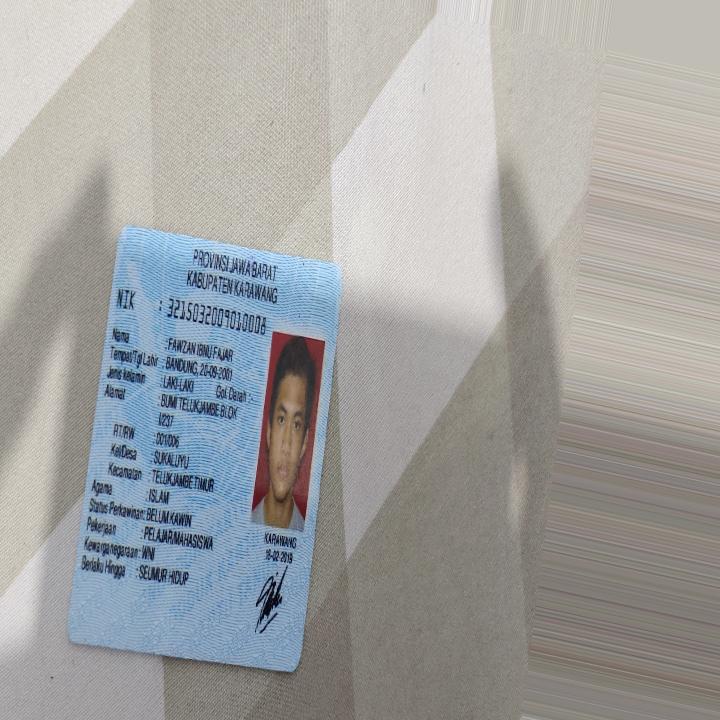 PROVINSI JAWA BARAT
KABUPATEN KARAWANG
NIK : 3215032009010008
Nama : FAWZAN IBNU FAJAR
Tempat/Tgl Lahir : BANDUNG, 20-09-2001
Jenis kelamin : LAKI-LAKI Gol. Darah : -
Alamat : BUMI TELUKJAMBE BLOK
I/237
RT/RW : 001/006
Kel/Desa : SUKALUYU
Kecamatan : TELUKJAMBE TIMUR
Agama : ISLAM
Status Perkawinan: BELUM KAWIN
Pekerjaan : PELAJAR/MAHASISWA
Kewarganegaraan: WNI
Berlaku Hingga : SEUMUR HIDUP
KARAWANG
18-02-2019